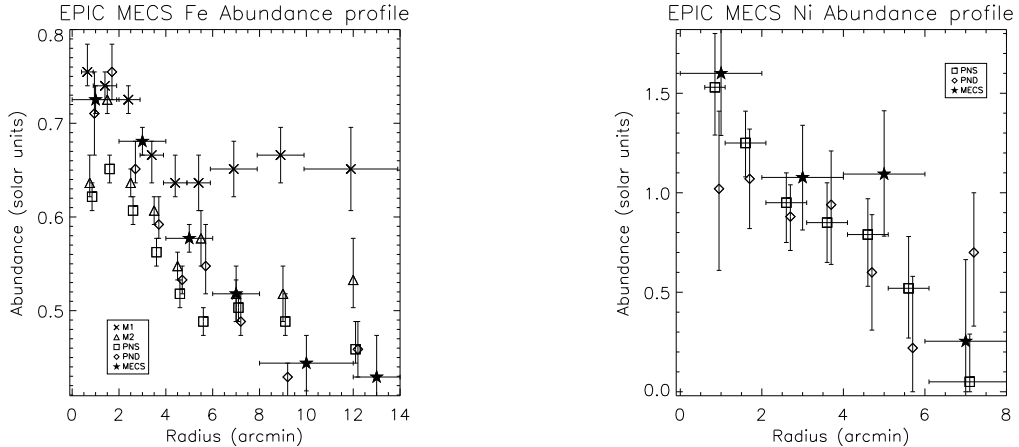 EPIC MECS Fe Abundance profile
Abundance (solar units)
0.8
0.7
0.6
0.5
M1
M2
PNS
PND
MECS
0 2 4 6 8 10 12 14
Radius (arcmin)
EPIC MECS Ni Abundance profile
Abundance (solar units)
1.5
1.0
0.5
0.0
PNS
PND
MECS
0 2 4 6 8
Radius (arcmin)